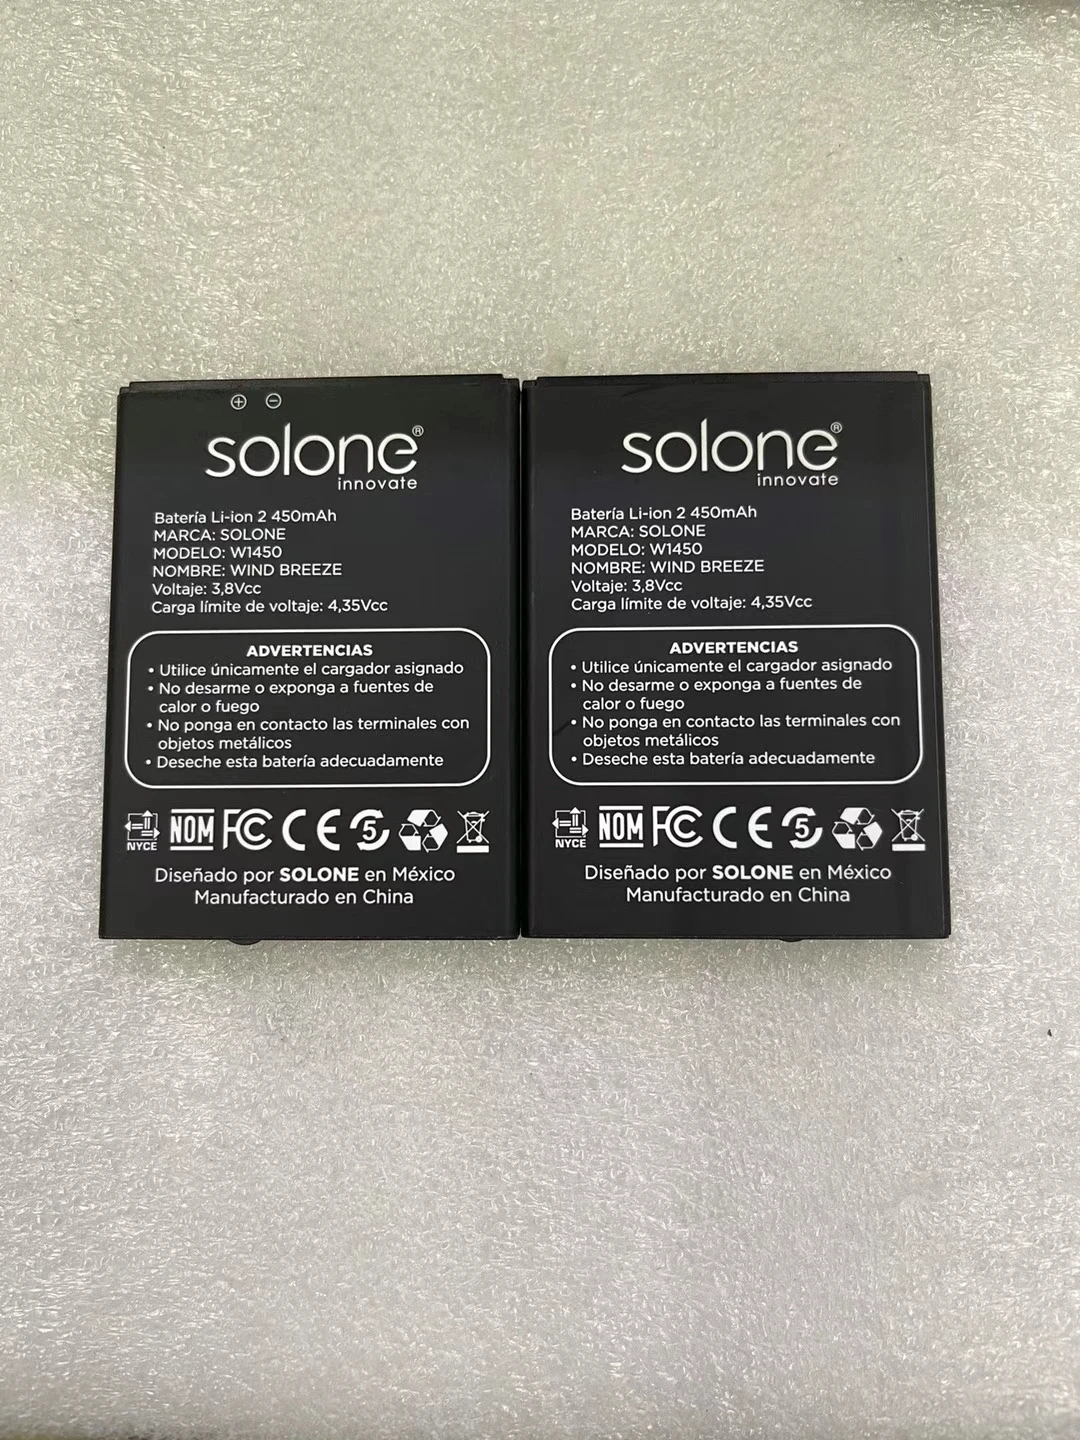 solone®
innovate
Batería Li-ion 2 450mAh
MARCA: SOLONE
MODELO: W1450
NOMBRE: WIND BREEZE
Voltaje: 3,8Vcc
Carga límite de voltaje: 4,35Vcc
ADVERTENCIAS
• Utilice únicamente el cargador asignado
• No desarme o exponga a fuentes de
calor o fuego
• No ponga en contacto las terminales con
objetos metálicos
• Deseche esta batería adecuadamente
NYCE NOM FC CE 5
Diseñado por SOLONE en México
Manufacturado en China
solone®
innovate
Batería Li-ion 2 450mAh
MARCA: SOLONE
MODELO: W1450
NOMBRE: WIND BREEZE
Voltaje: 3,8Vcc
Carga límite de voltaje: 4,35Vcc
ADVERTENCIAS
• Utilice únicamente el cargador asignado
• No desarme o exponga a fuentes de
calor o fuego
• No ponga en contacto las terminales con
objetos metálicos
• Deseche esta batería adecuadamente
NYCE NOM FC CE 5
Diseñado por SOLONE en México
Manufacturado en China